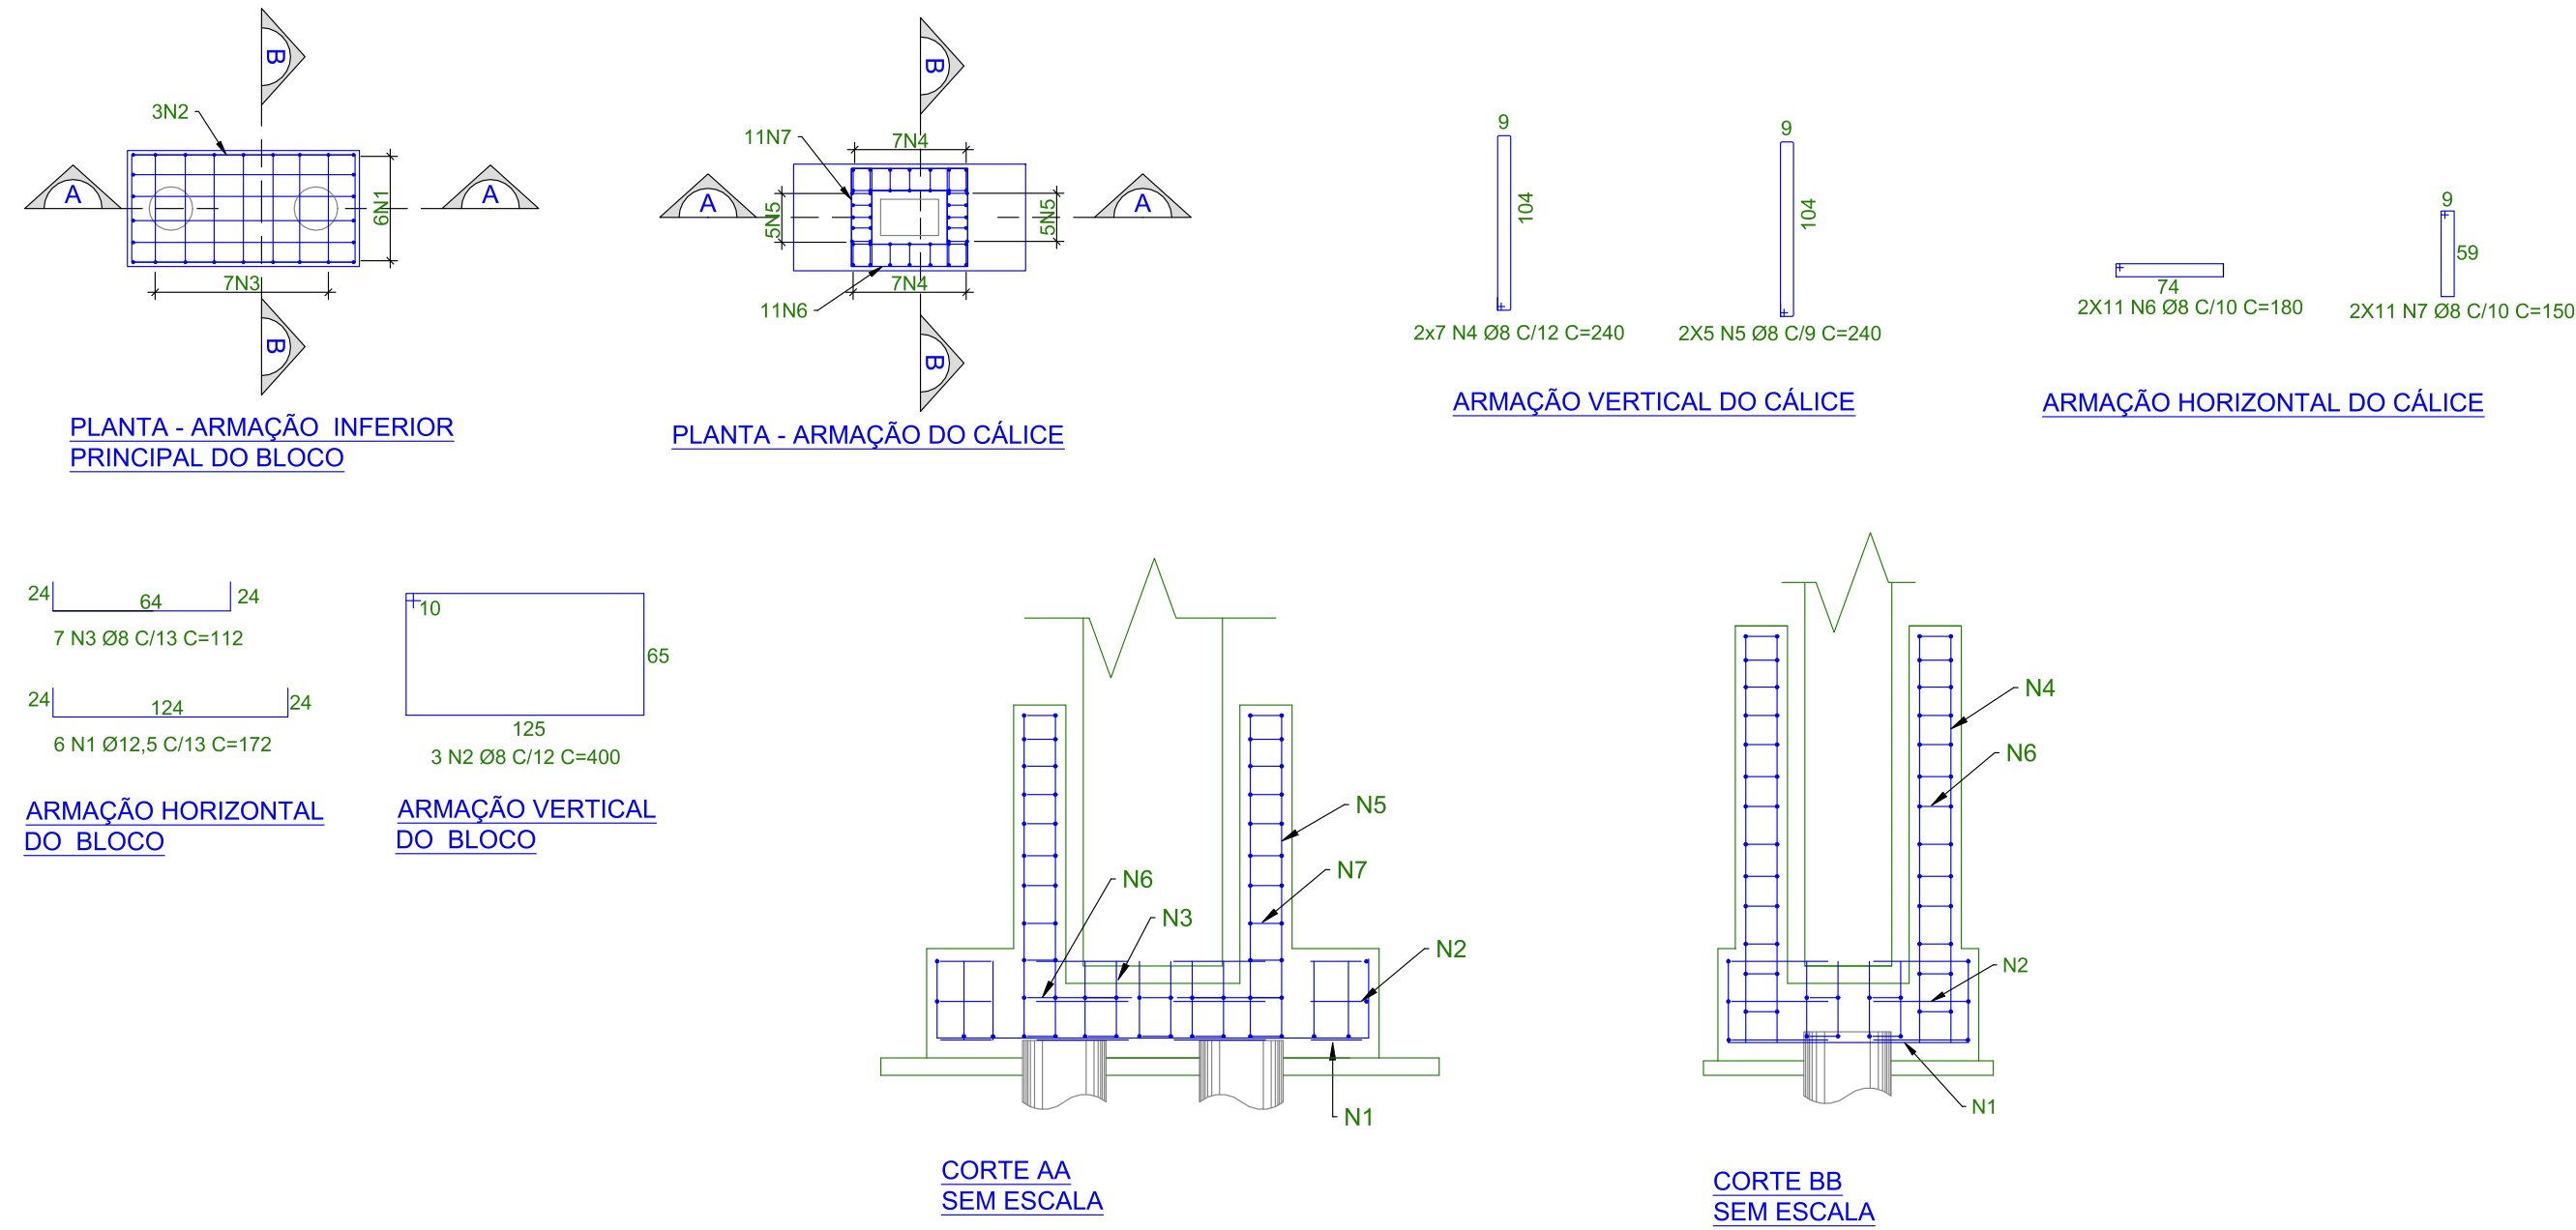 B
3N2
A
A
6N1
7N3
B
PLANTA - ARMAÇÃO  INFERIOR
PRINCIPAL DO BLOCO
B
11N7
7N4
A
A
5N5
5N5
7N4
11N6
B
PLANTA - ARMAÇÃO DO CÁLICE
9
104
2x7 N4 Ø8 C/12 C=240
9
104
2X5 N5 Ø8 C/9 C=240
ARMAÇÃO VERTICAL DO CÁLICE
74
2X11 N6 Ø8 C/10 C=180
9
59
2X11 N7 Ø8 C/10 C=150
ARMAÇÃO HORIZONTAL DO CÁLICE
24
64
24
7 N3 Ø8 C/13 C=112
24
124
24
6 N1 Ø12,5 C/13 C=172
ARMAÇÃO HORIZONTAL
DO  BLOCO
10
65
125
3 N2 Ø8 C/12 C=400
ARMAÇÃO VERTICAL
DO  BLOCO
N5
N7
N6
N3
N2
N1
CORTE AA
SEM ESCALA
N4
N6
N2
N1
CORTE BB
SEM ESCALA